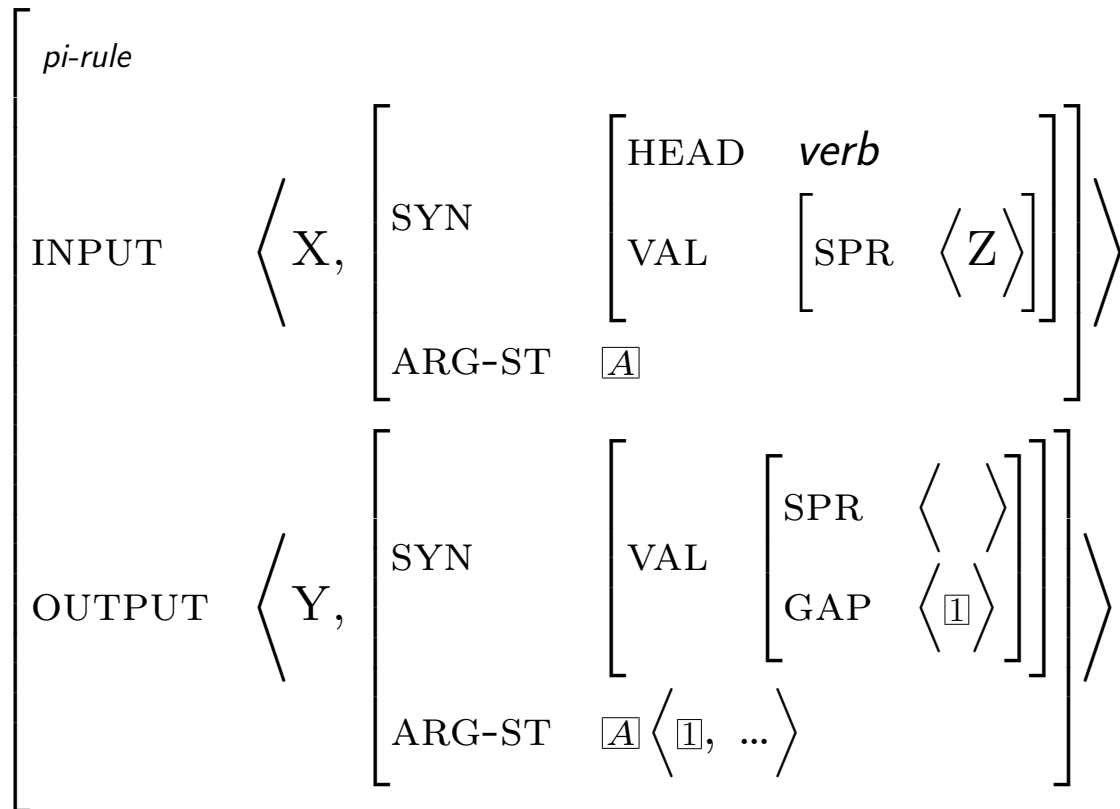 pi-rule
HEAD verb
SYN
INPUT ⟨ X, VAL [ SPR ⟨ Z ⟩ ] ⟩
ARG-ST A
SPR ⟨ ⟩
SYN VAL
OUTPUT ⟨ Y, GAP ⟨ 1 ⟩ ⟩
ARG-ST A ⟨ 1, ... ⟩